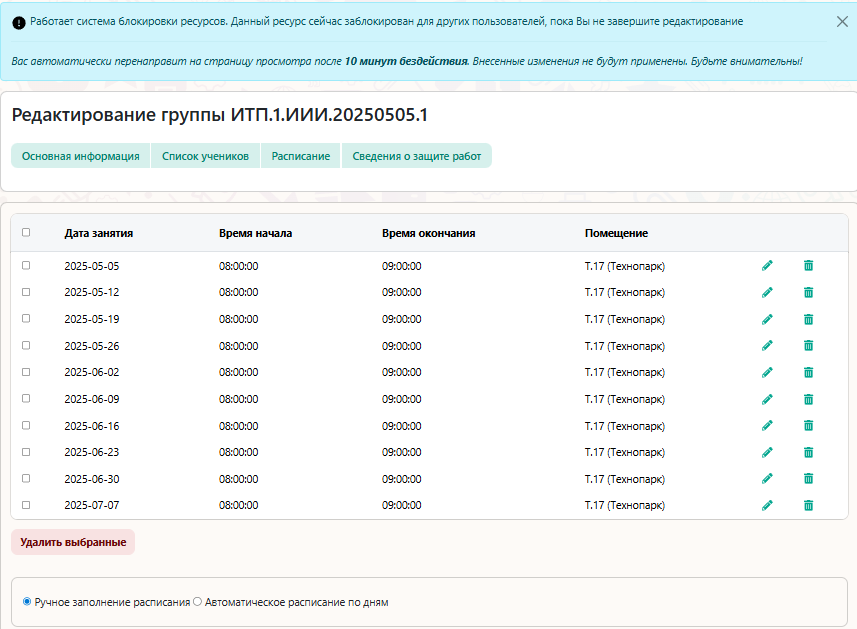 Работает система блокировки ресурсов. Данный ресурс сейчас заблокирован для других пользователей, пока Вы не завершите редактирование
Вас автоматически перенаправит на страницу просмотра после 10 минут бездействия. Внесенные изменения не будут применены. Будьте внимательны!
Редактирование группы ИТП.1.ИИИ.20250505.1
Основная информация Список учеников Расписание Сведения о защите работ
Дата занятия Время начала Время окончания Помещение
2025-05-05 08:00:00 09:00:00 Т.17 (Технопарк)
2025-05-12 08:00:00 09:00:00 Т.17 (Технопарк)
2025-05-19 08:00:00 09:00:00 Т.17 (Технопарк)
2025-05-26 08:00:00 09:00:00 Т.17 (Технопарк)
2025-06-02 08:00:00 09:00:00 Т.17 (Технопарк)
2025-06-09 08:00:00 09:00:00 Т.17 (Технопарк)
2025-06-16 08:00:00 09:00:00 Т.17 (Технопарк)
2025-06-23 08:00:00 09:00:00 Т.17 (Технопарк)
2025-06-30 08:00:00 09:00:00 Т.17 (Технопарк)
2025-07-07 08:00:00 09:00:00 Т.17 (Технопарк)
Удалить выбранные
Ручное заполнение расписания Автоматическое расписание по дням